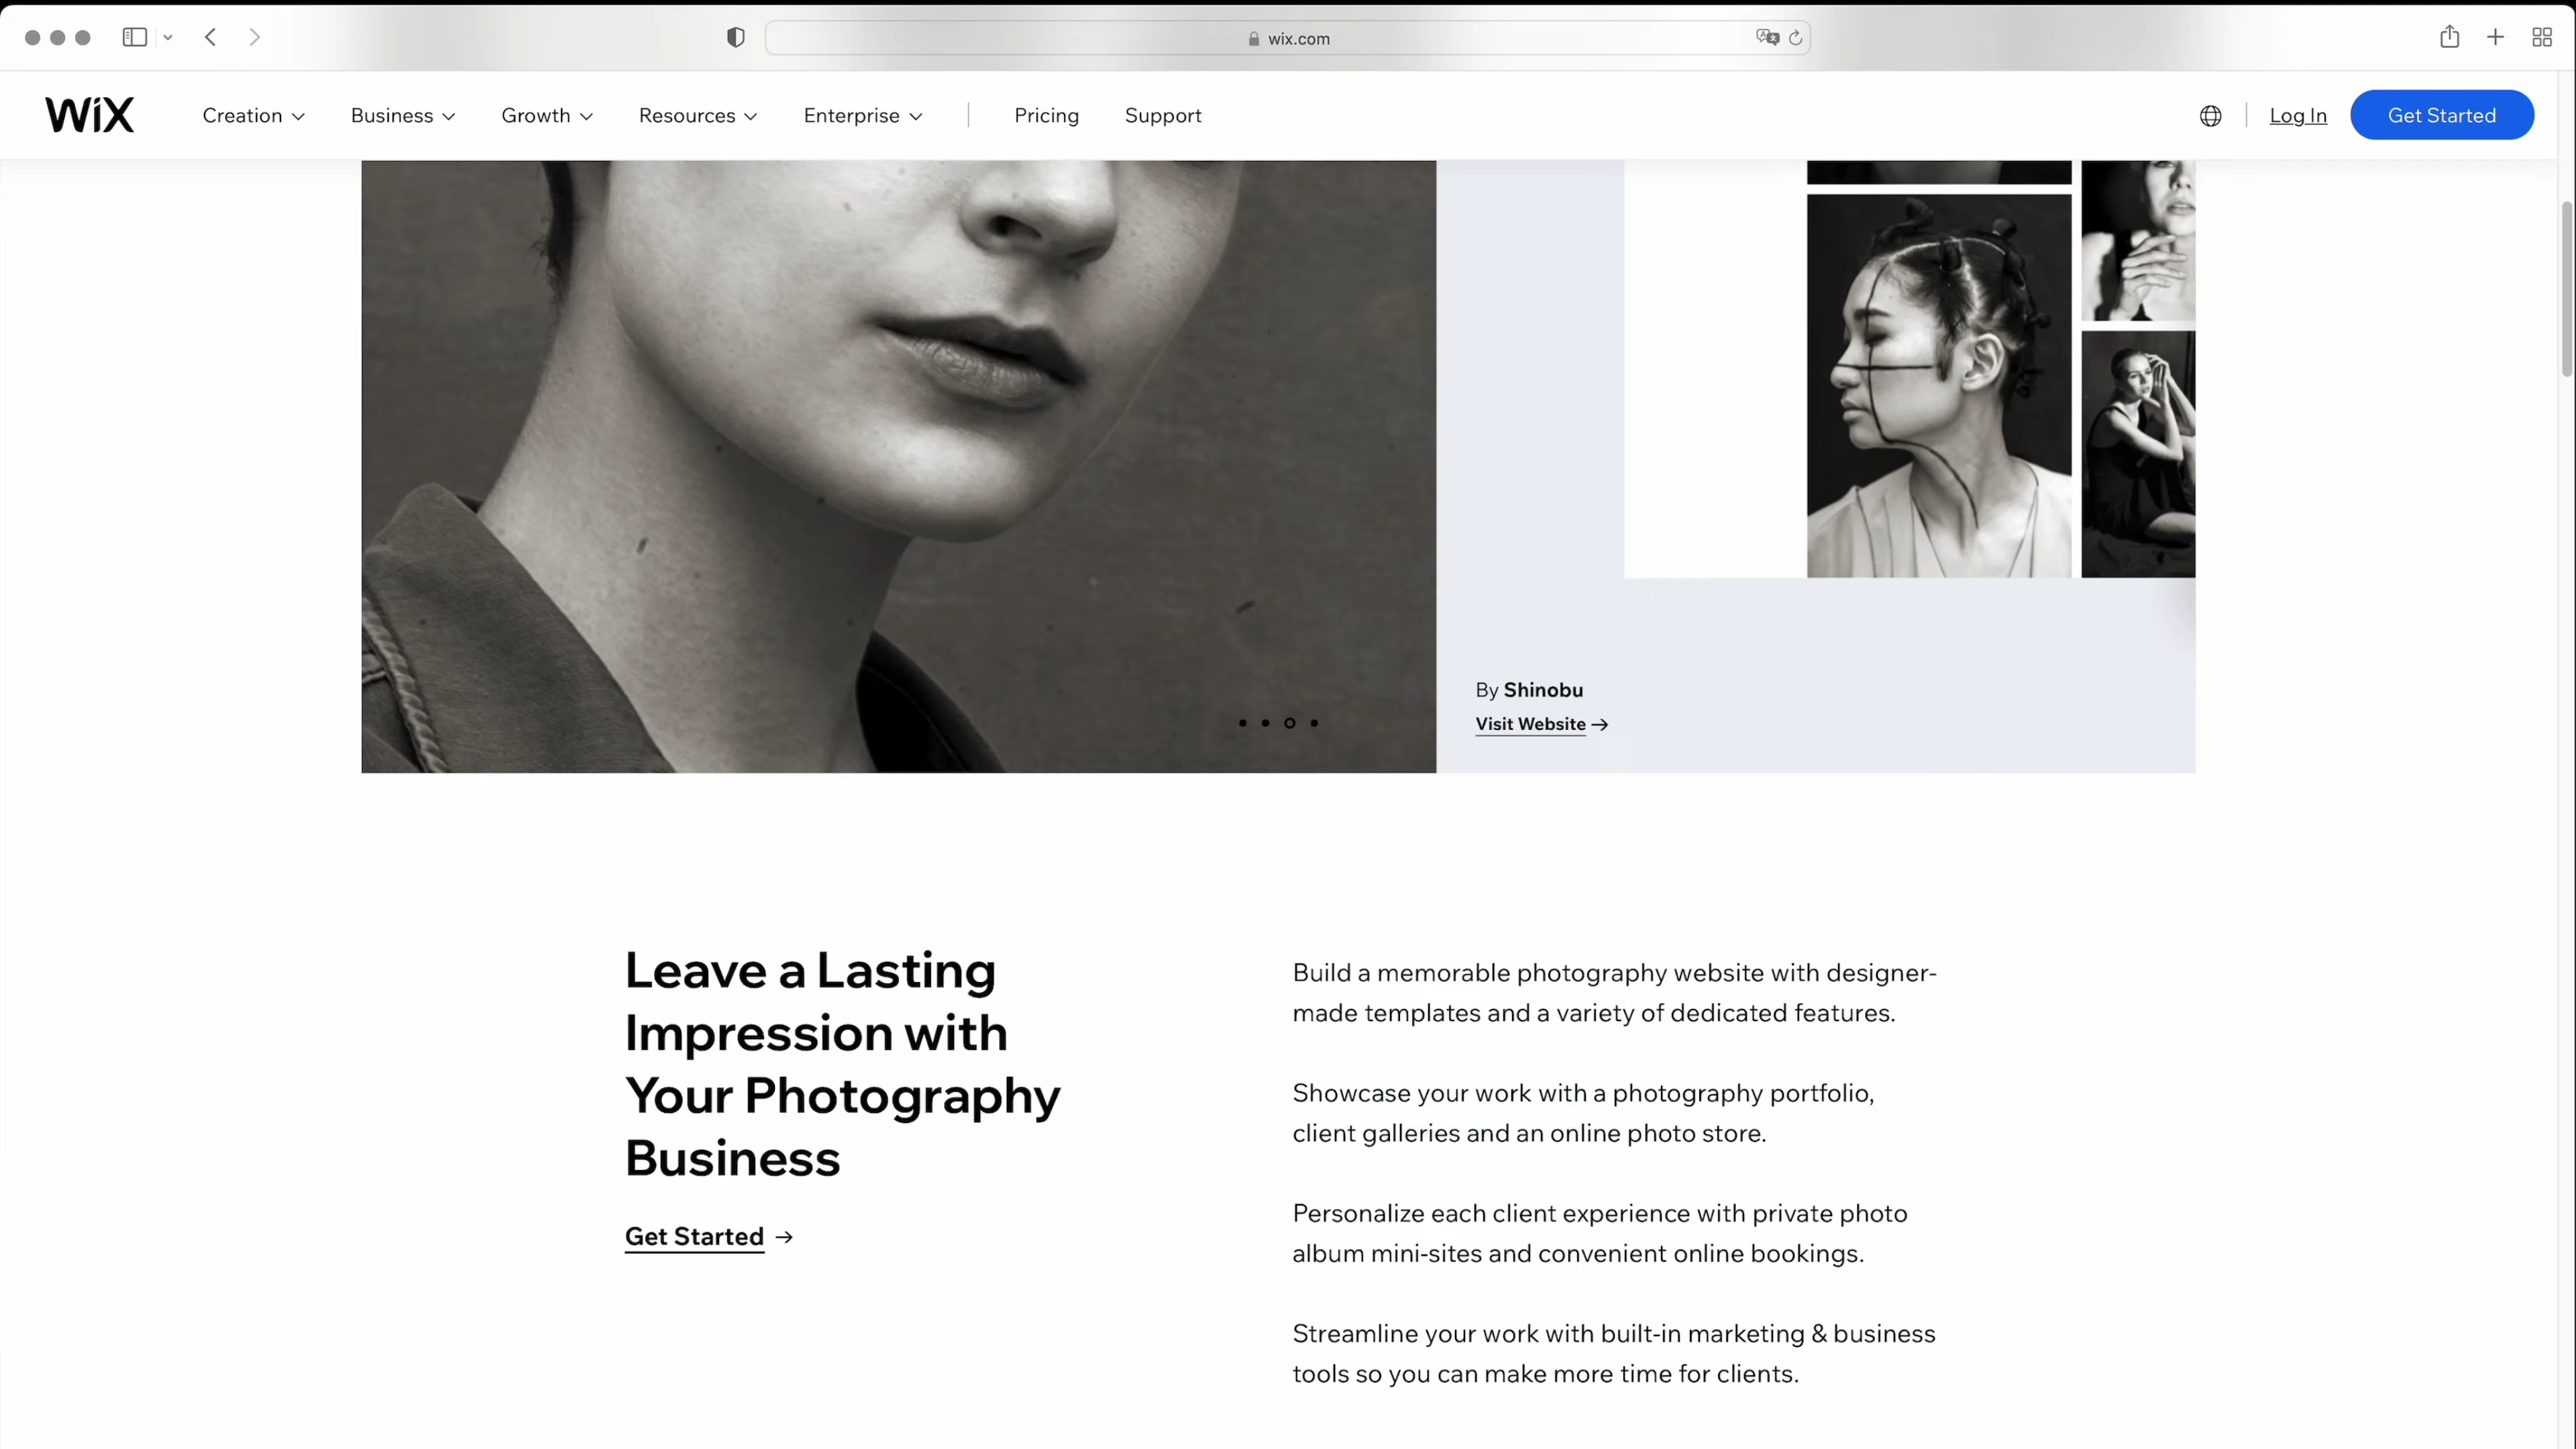 wix.com
WiX
Creation
Business
Growth
Resources
Enterprise
Pricing
Support
Log In
Get Started
By Shinobu
Visit Website →
Leave a Lasting
Impression with
Your Photography
Business
Get Started →
Build a memorable photography website with designer-
made templates and a variety of dedicated features.
Showcase your work with a photography portfolio,
client galleries and an online photo store.
Personalize each client experience with private photo
album mini-sites and convenient online bookings.
Streamline your work with built-in marketing & business
tools so you can make more time for clients.